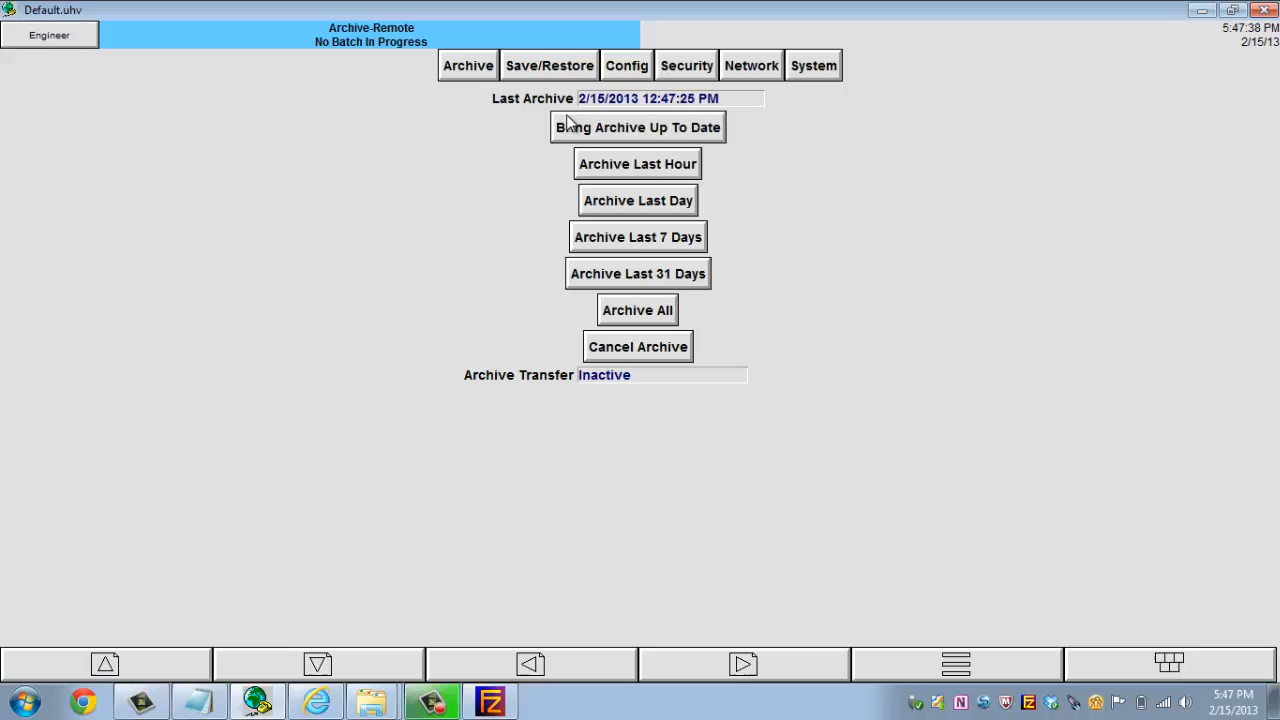 Default.uhv
Engineer
Archive-Remote
No Batch In Progress
5:47:38 PM
2/15/13
Archive Save/Restore Config Security Network System
Last Archive 2/15/2013 12:47:25 PM
Bring Archive Up To Date
Archive Last Hour
Archive Last Day
Archive Last 7 Days
Archive Last 31 Days
Archive All
Cancel Archive
Archive Transfer Inactive
5:47 PM
2/15/2013